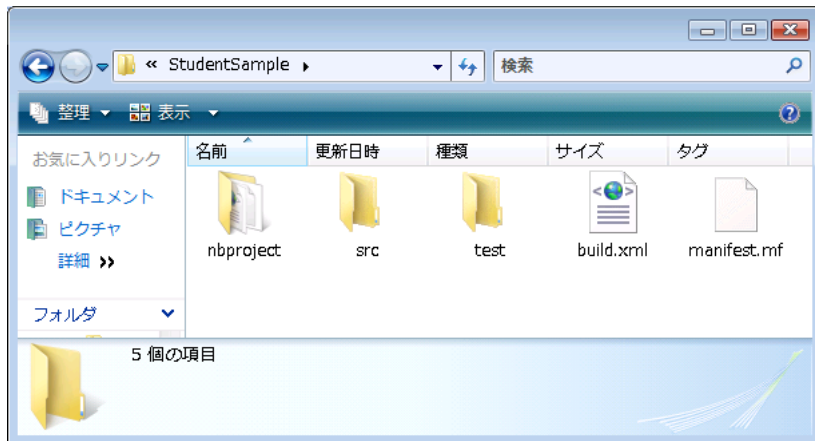 « StudentSample
検索
整理 表示
お気に入りリンク
ドキュメント
ピクチャ
詳細 »
フォルダ
名前 更新日時 種類 サイズ タグ
nbproject src test build.xml manifest.mf
5 個の項目